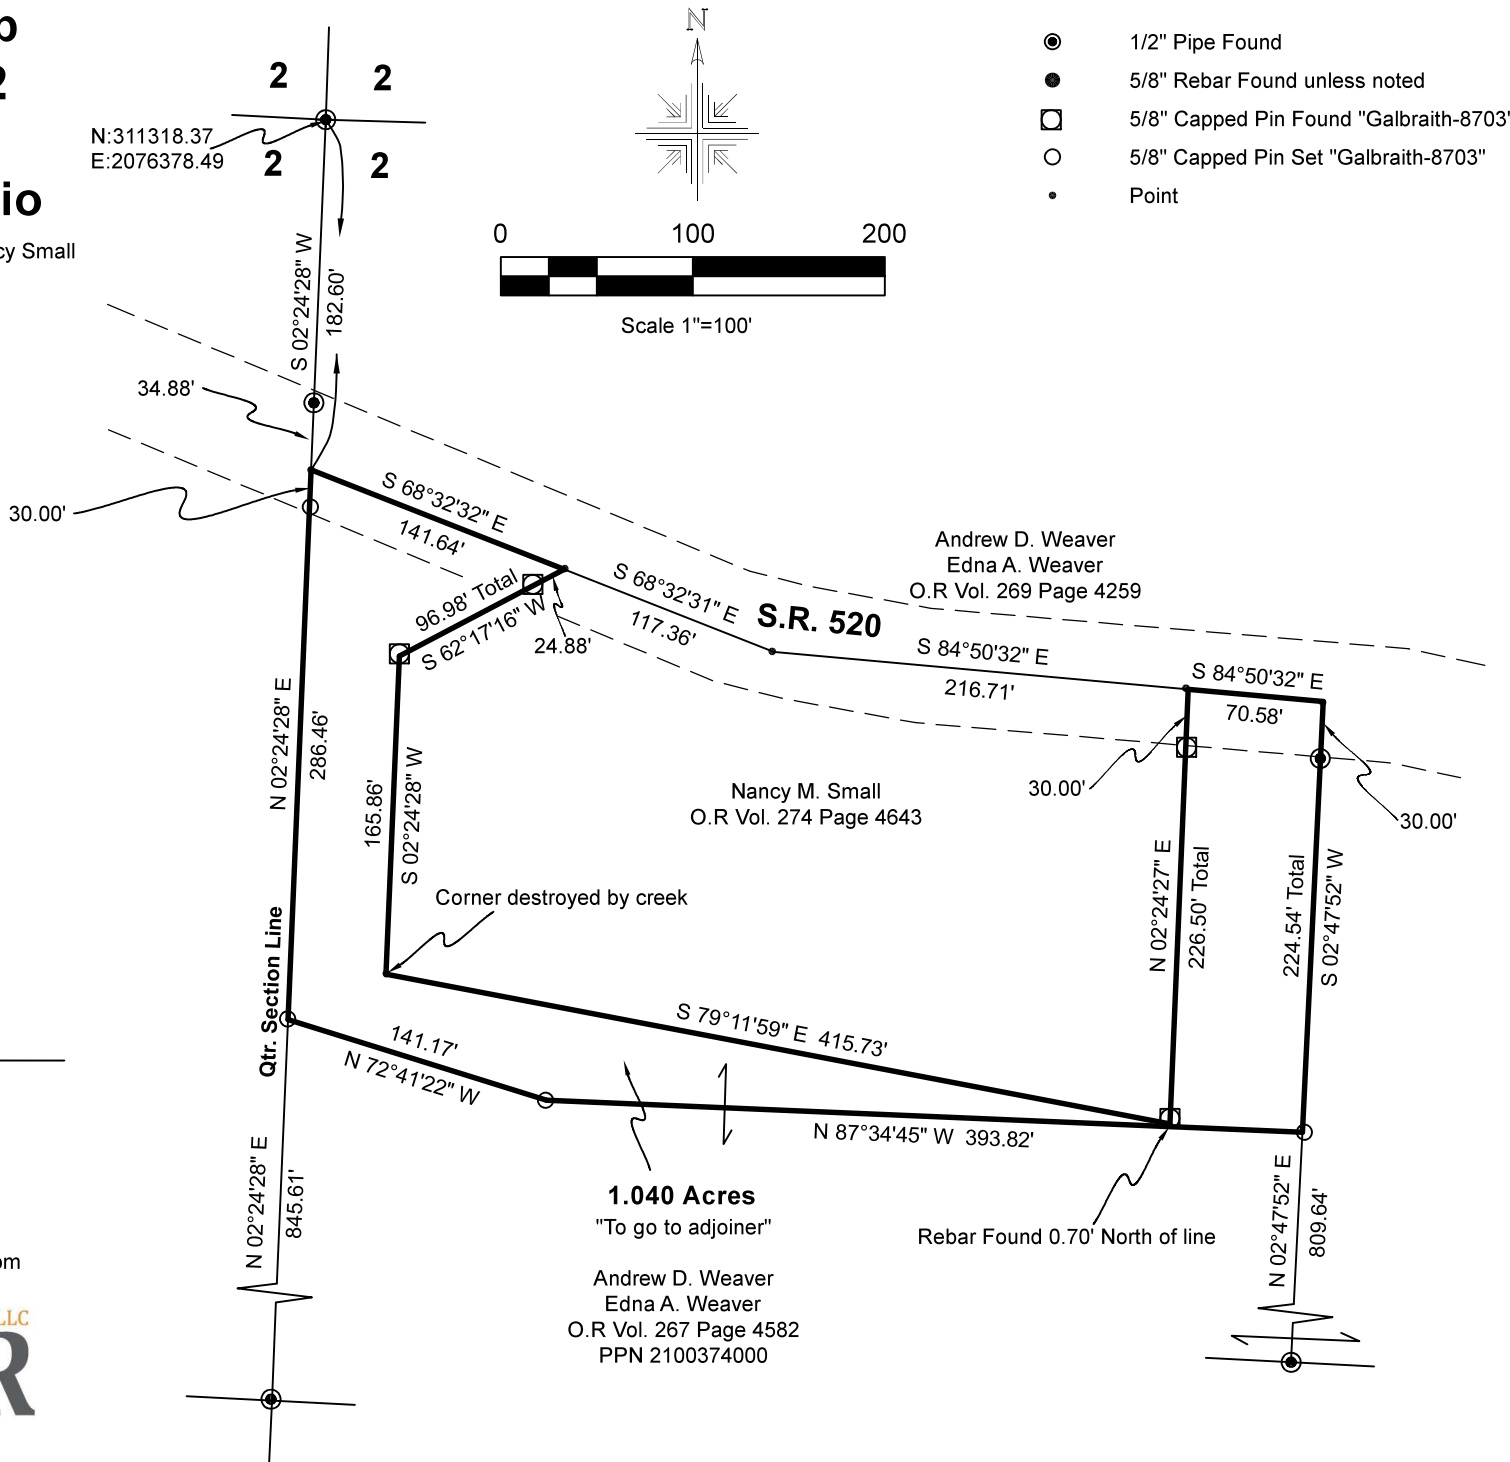 p
2
io
cy Small
2 2
N:311318.37
E:2076378.49
2 2
S 02°24'28" W
182.60'
N
0 100 200
Scale 1"=100'
1/2" Pipe Found
5/8" Rebar Found unless noted
5/8" Capped Pin Found "Galbraith-8703"
5/8" Capped Pin Set "Galbraith-8703"
Point
34.88'
30.00'
S 68°32'32" E
141.64'
96.98' Total
S 62°17'16" W
24.88'
S 68°32'31" E
117.36'
S.R. 520
Andrew D. Weaver
Edna A. Weaver
O.R Vol. 269 Page 4259
S 84°50'32" E
216.71'
S 84°50'32" E
70.58'
30.00'
30.00'
N 02°24'28" E
286.46'
165.86'
S 02°24'28" W
Nancy M. Small
O.R Vol. 274 Page 4643
N 02°24'27" E
226.50' Total
224.54' Total
S 02°47'52" W
Corner destroyed by creek
Qtr. Section Line
S 79°11'59" E 415.73'
141.17'
N 72°41'22" W
N 87°34'45" W 393.82'
1.040 Acres
"To go to adjoiner"
Andrew D. Weaver
Edna A. Weaver
O.R Vol. 267 Page 4582
PPN 2100374000
Rebar Found 0.70' North of line
N 02°24'28" E
845.61'
N 02°47'52" E
809.64'
om
LLC
R